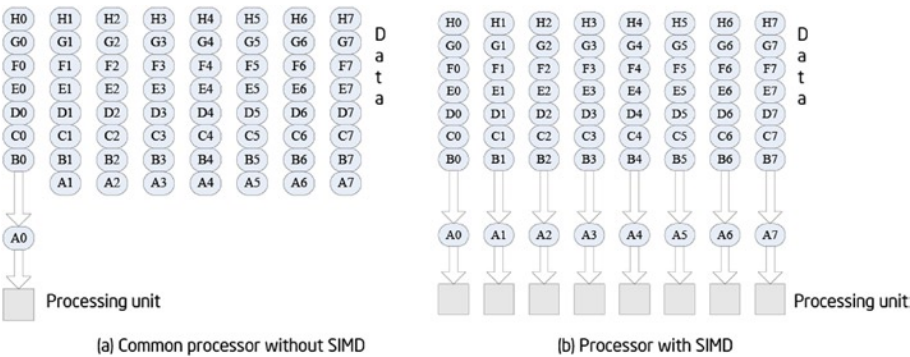 H0 H1 H2 H3 H4 H5 H6 H7
G0 G1 G2 G3 G4 G5 G6 G7
F0 F1 F2 F3 F4 F5 F6 F7
E0 E1 E2 E3 E4 E5 E6 E7
D0 D1 D2 D3 D4 D5 D6 D7
C0 C1 C2 C3 C4 C5 C6 C7
B0 B1 B2 B3 B4 B5 B6 B7
A1 A2 A3 A4 A5 A6 A7
A0
Data
Processing unit
(a) Common processor without SIMD
H0 H1 H2 H3 H4 H5 H6 H7
G0 G1 G2 G3 G4 G5 G6 G7
F0 F1 F2 F3 F4 F5 F6 F7
E0 E1 E2 E3 E4 E5 E6 E7
D0 D1 D2 D3 D4 D5 D6 D7
C0 C1 C2 C3 C4 C5 C6 C7
B0 B1 B2 B3 B4 B5 B6 B7
A0 A1 A2 A3 A4 A5 A6 A7
Data
Processing unit
(b) Processor with SIMD